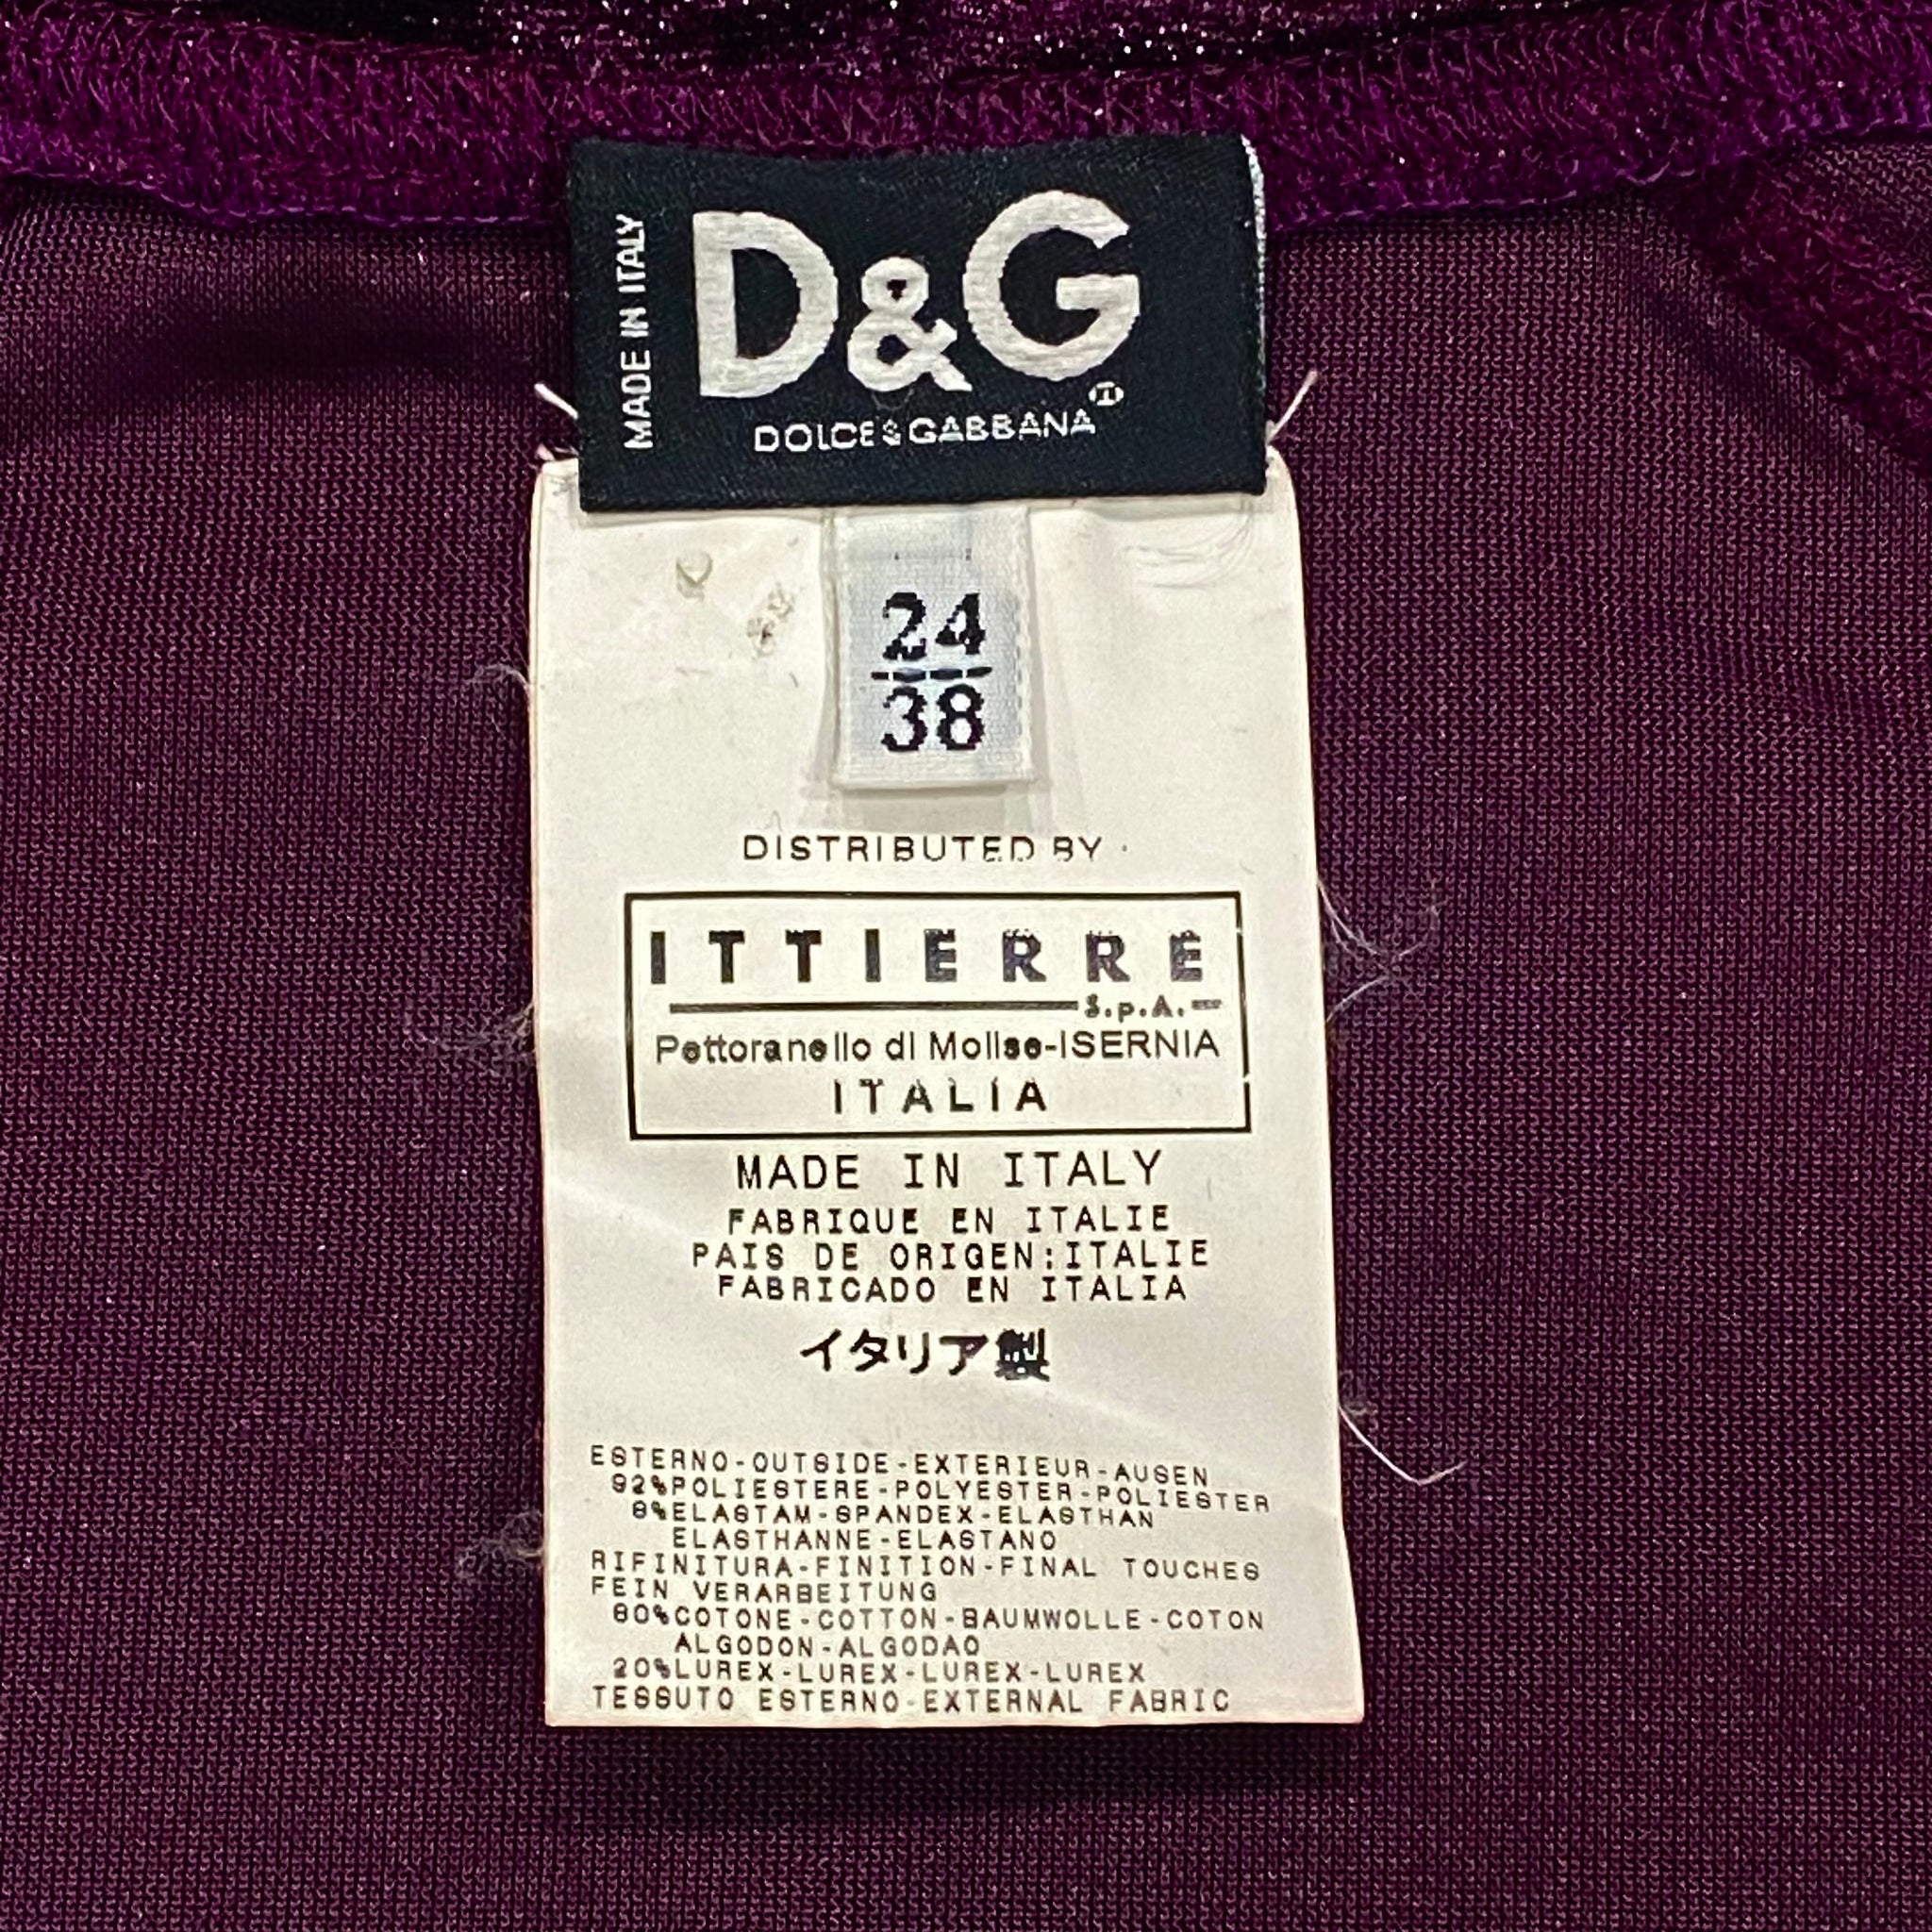 MADE IN ITALY
D&G
DOLCE&GABBANA
24
38
DISTRIBUTED BY
ITTIERRE
S.p.A.
Pettoranello di Molise-ISERNIA
ITALIA
MADE IN ITALY
FABRIQUE EN ITALIE
PAIS DE ORIGEN:ITALIE
FABRICADO EN ITALIA
イタリア製
ESTERNO-OUTSIDE-EXTERIEUR-AUSEN
92%POLIESTERE-POLYESTER-POLIESTER
8%ELASTAM-SPANDEX-ELASTHAN
ELASTHANNE-ELASTANO
RIFINITURA-FINITION-FINAL TOUCHES
FEIN VERARBEITUNG
80%COTONE-COTTON-BAUMWOLLE-COTON
ALGODON-ALGODAO
20%LUREX-LUREX-LUREX-LUREX
TESSUTO ESTERNO-EXTERNAL FABRIC